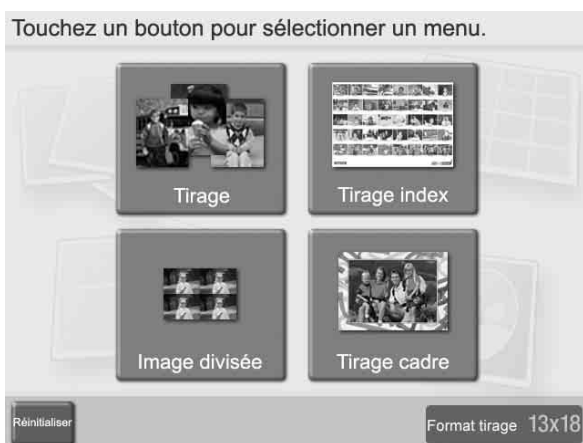 Touchez un bouton pour sélectionner un menu.
Tirage
Tirage index
Image divisée
Tirage cadre
Réinitialiser
Format tirage 13x18